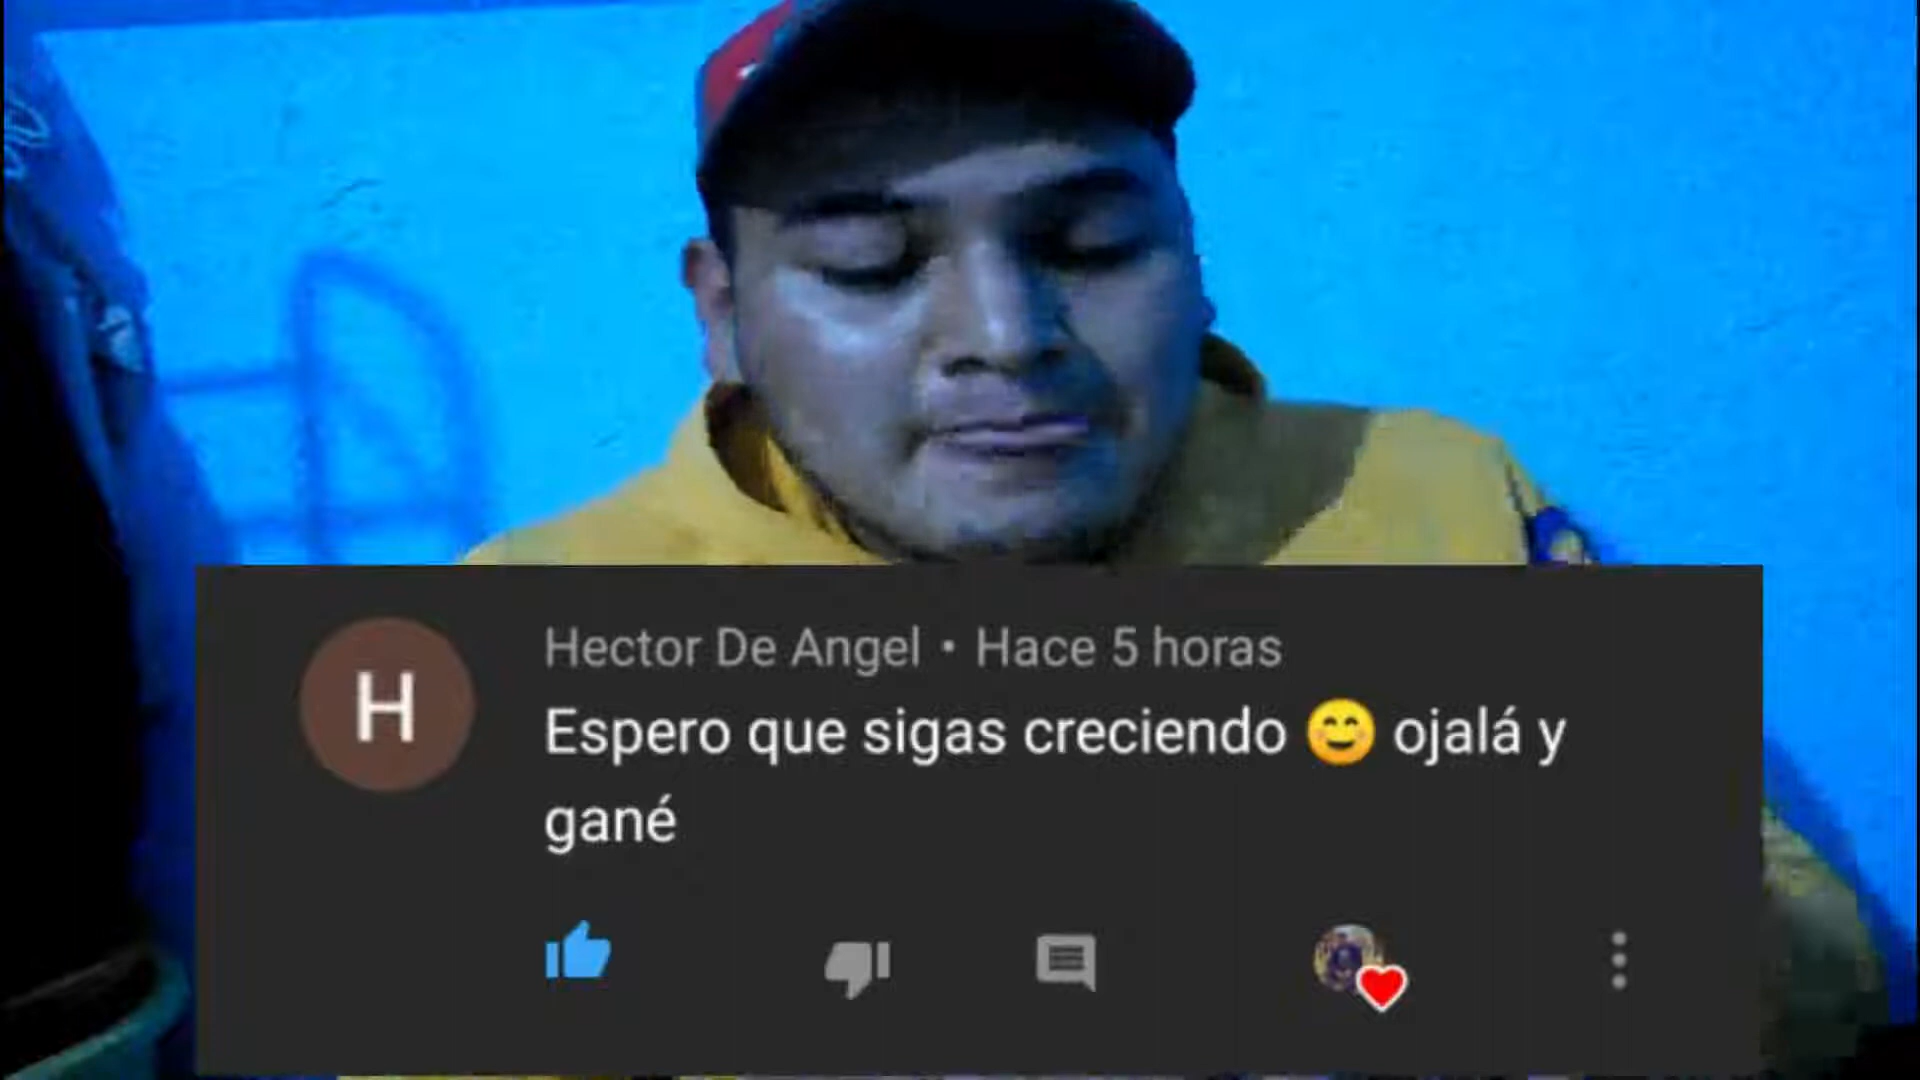 H
Hector De Angel • Hace 5 horas
Espero que sigas creciendo 😊 ojalá y
gané